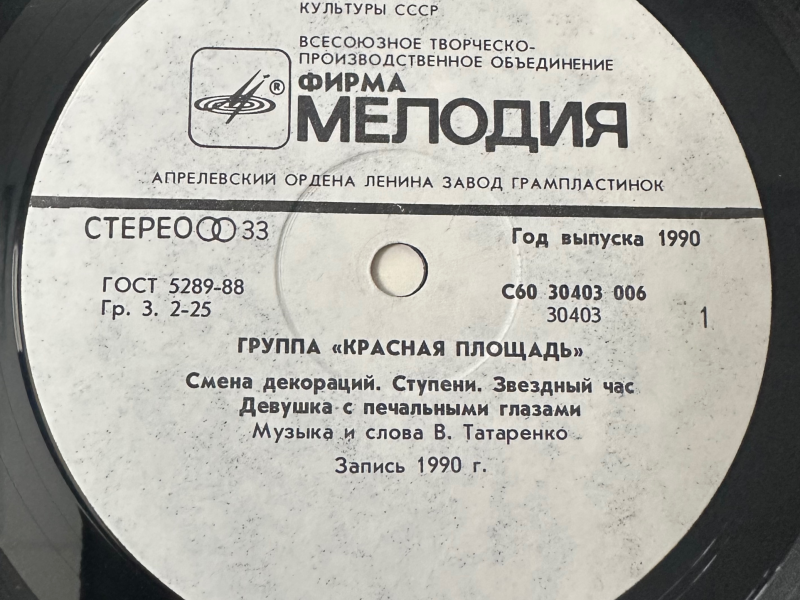 КУЛЬТУРЫ СССР
ВСЕСОЮЗНОЕ ТВОРЧЕСКО-
ПРОИЗВОДСТВЕННОЕ ОБЪЕДИНЕНИЕ
®
ФИРМА
МЕЛОДИЯ
АПРЕЛЕВСКИЙ ОРДЕНА ЛЕНИНА ЗАВОД ГРАМПЛАСТИНОК
СТЕРЕО 33
Год выпуска 1990
ГОСТ 5289-88
Гр. 3. 2-25
С60 30403 006
30403
1
ГРУППА «КРАСНАЯ ПЛОЩАДЬ»
Смена декораций. Ступени. Звездный час
Девушка с печальными глазами
Музыка и слова В. Татаренко
Запись 1990 г.